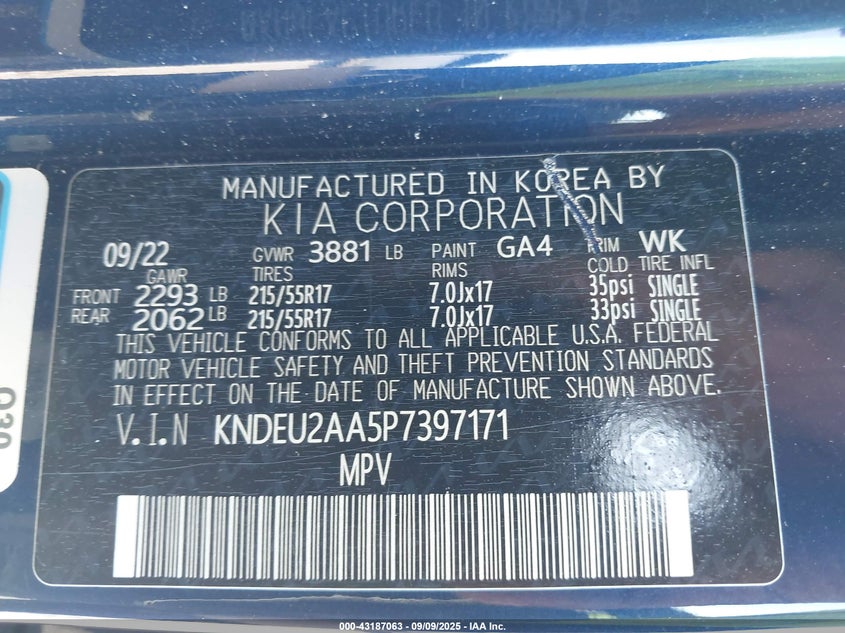 MANUFACTURED IN KOREA BY
KIA CORPORATION
09/22 GVWR 3881 LB PAINT GA4 TRIM WK
GAWR TIRES RIMS COLD TIRE INFL
FRONT 2293 LB 215/55R17 7.0Jx17 35psi SINGLE
REAR 2062 LB 215/55R17 7.0Jx17 33psi SINGLE
THIS VEHICLE CONFORMS TO ALL APPLICABLE U.S.A. FEDERAL
MOTOR VEHICLE SAFETY AND THEFT PREVENTION STANDARDS
IN EFFECT ON THE DATE OF MANUFACTURE SHOWN ABOVE.
V.I.N KNDEU2AA5P7397171
MPV
000-43187063 - 09/09/2025 - IAA Inc.